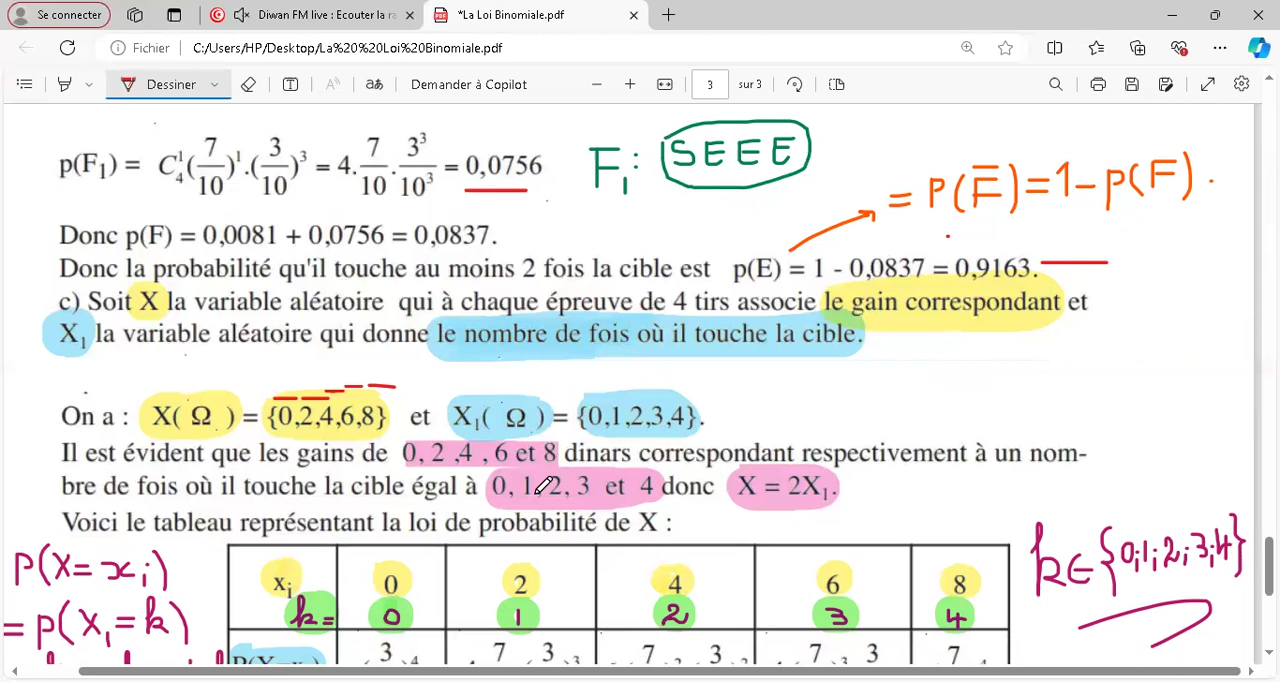 Se connecter
Diwan FM live : Ecouter la ra
*La Loi Binomiale.pdf
Fichier
C:/Users/HP/Desktop/La%20%20Loi%20Binomiale.pdf
Dessiner
Demander à Copilot
3 sur 3
p(F₁) = C₄¹(7/10)¹.(3/10)³ = 4.7/10.3³/10³ = 0,0756
F₁: SEEE
= P(F̅) = 1 - p(F).
Donc p(F) = 0,0081 + 0,0756 = 0,0837.
Donc la probabilité qu'il touche au moins 2 fois la cible est p(E) = 1 - 0,0837 = 0,9163.
c) Soit X la variable aléatoire qui à chaque épreuve de 4 tirs associe le gain correspondant et
X₁ la variable aléatoire qui donne le nombre de fois où il touche la cible.
On a : X( Ω ) = {0,2,4,6,8} et X₁( Ω ) = {0,1,2,3,4}.
Il est évident que les gains de 0, 2 ,4 , 6 et 8 dinars correspondant respectivement à un nom-
bre de fois où il touche la cible égal à 0, 1, 2, 3 et 4 donc X = 2X₁.
Voici le tableau représentant la loi de probabilité de X :
k ∈ {0,1;2;3;4}
P(X = xᵢ)
= p(X₁ = k)
xᵢ 0 2 4 6 8
k= 0 1 2 3 4